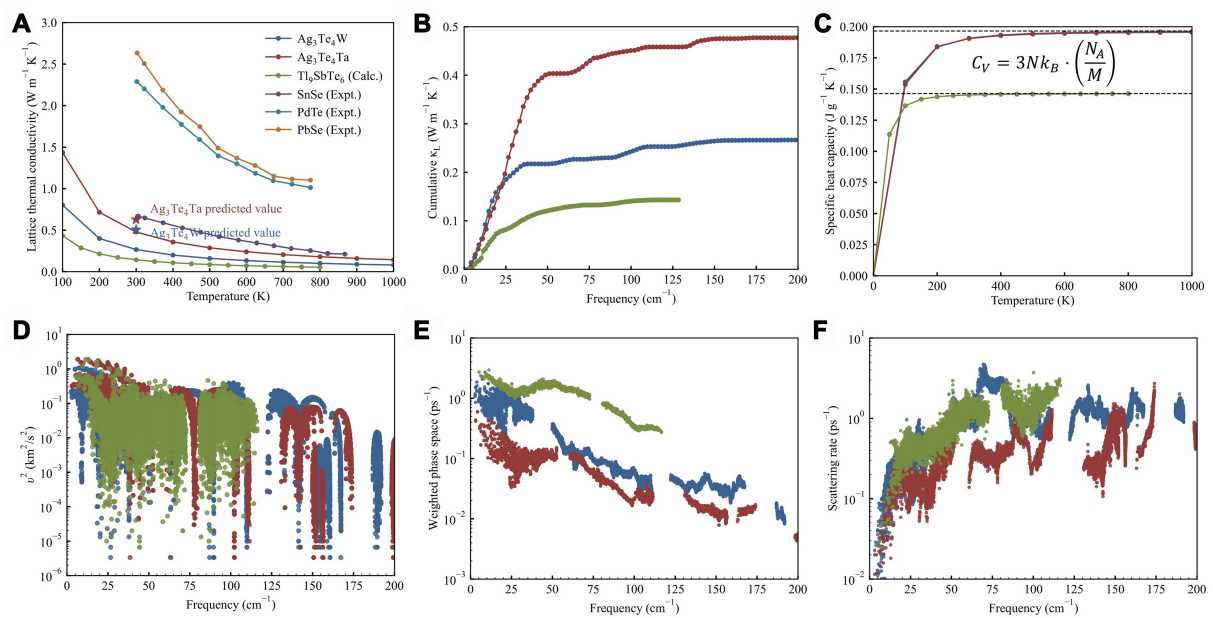 A
Lattice thermal conductivity (W m⁻¹ K⁻¹)
3.0
2.5
2.0
1.5
1.0
0.5
0.0
Ag₃Te₄W
Ag₃Te₄Ta
Tl₉SbTe₆ (Calc.)
SnSe (Expt.)
PdTe (Expt.)
PbSe (Expt.)
Ag₃Te₄Ta predicted value
Ag₃Te₄W predicted value
100 200 300 400 500 600 700 800 900 1000
Temperature (K)
B
Cumulative κL (W m⁻¹ K⁻¹)
0.5
0.4
0.3
0.2
0.1
0.0
0 25 50 75 100 125 150 175 200
Frequency (cm⁻¹)
C
Specific heat capacity (J g⁻¹ K⁻¹)
0.200
0.175
0.150
0.125
0.100
0.075
0.050
0.025
0.000
C_V = 3Nk_B · (N_A/M)
0 200 400 600 800 1000
Temperature (K)
D
υ² (km²/s²)
10¹
10⁰
10⁻¹
10⁻²
10⁻³
10⁻⁴
10⁻⁵
10⁻⁶
0 25 50 75 100 125 150 175 200
Frequency (cm⁻¹)
E
Weighted phase space (ps⁻¹)
10¹
10⁰
10⁻¹
10⁻²
10⁻³
0 25 50 75 100 125 150 175 200
Frequency (cm⁻¹)
F
Scattering rate (ps⁻¹)
10¹
10⁰
10⁻¹
10⁻²
0 25 50 75 100 125 150 175 200
Frequency (cm⁻¹)